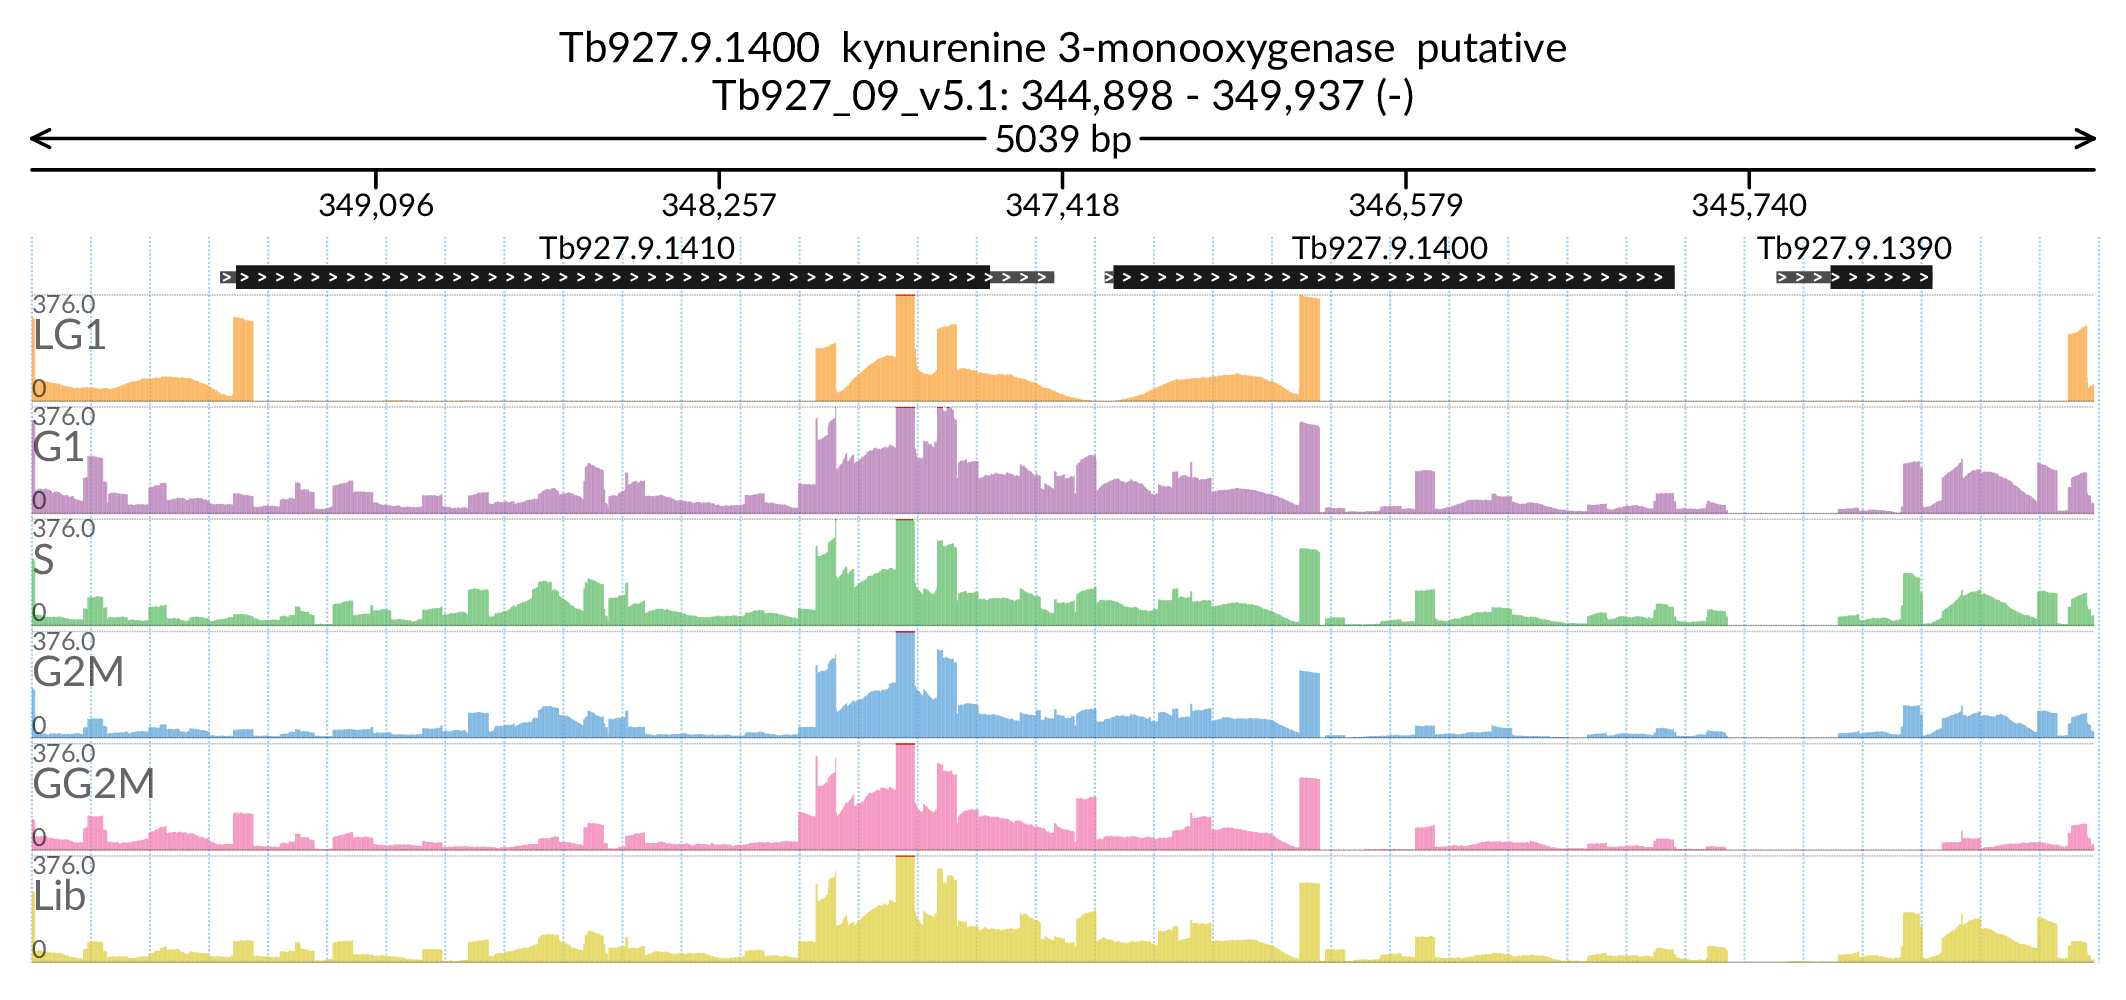 Tb927.9.1400 kynurenine 3-monooxygenase putative
Tb927_09_v5.1: 344,898 - 349,937 (-)
5039 bp
349,096 348,257 347,418 346,579 345,740
Tb927.9.1410 Tb927.9.1400 Tb927.9.1390
376.0
LG1
0
376.0
G1
0
376.0
S
0
376.0
G2M
0
376.0
GG2M
0
376.0
Lib
0